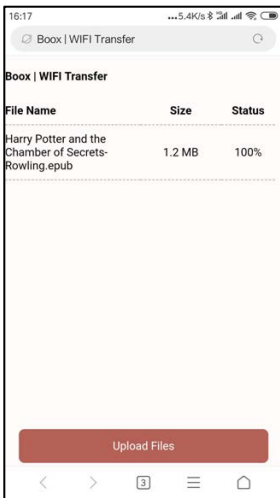 16:17
...5.4K/s
Boox | WIFI Transfer
Boox | WIFI Transfer
File Name Size Status
Harry Potter and the
Chamber of Secrets-
Rowling.epub
1.2 MB 100%
Upload Files
3